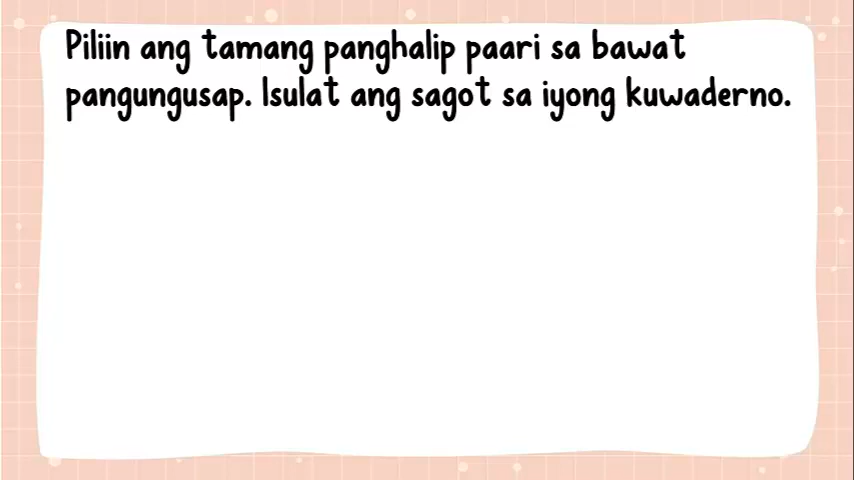 Piliin ang tamang panghalip paari sa bawat
pangungusap. Isulat ang sagot sa iyong kuwaderno.